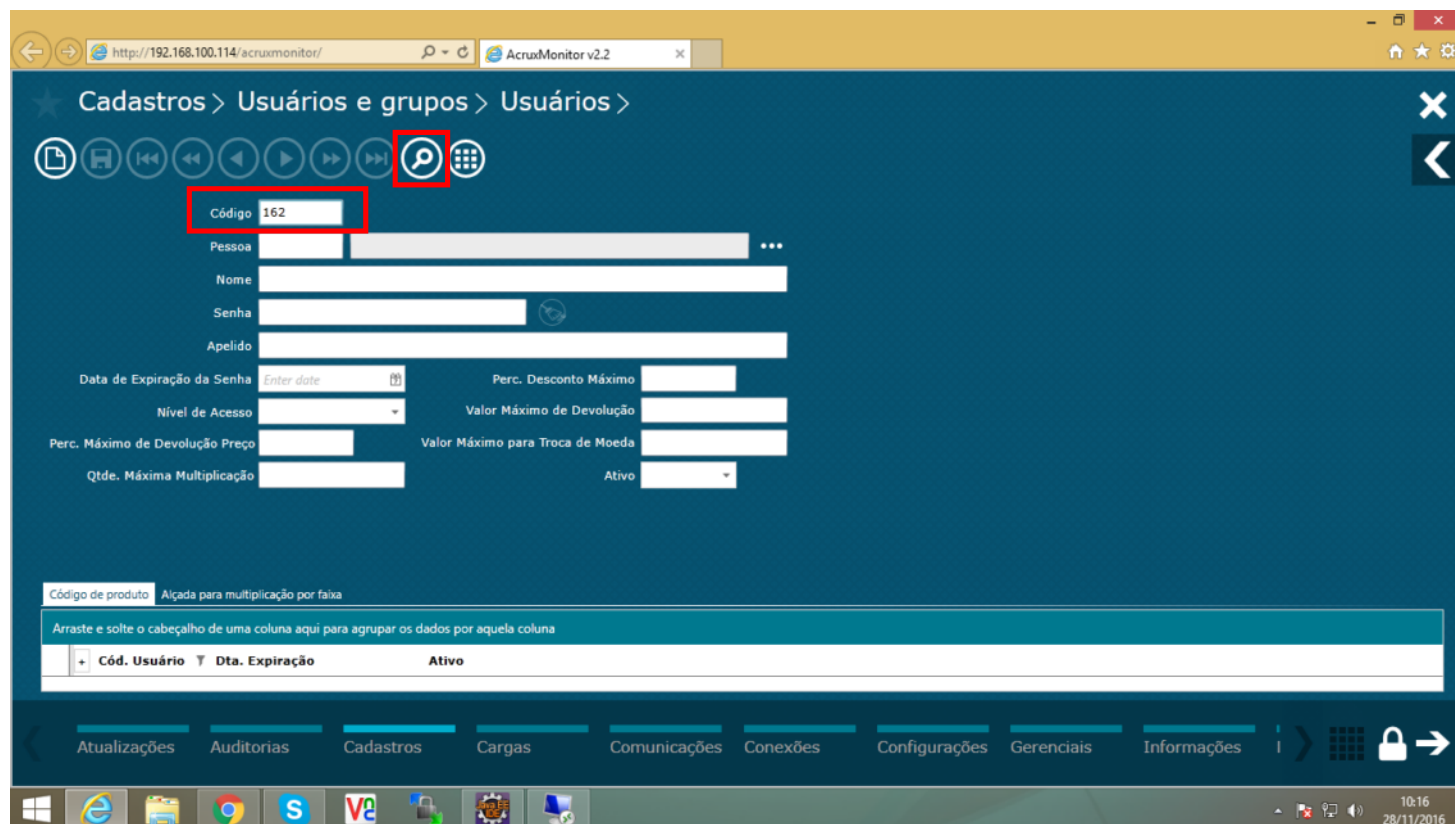 http://192.168.100.114/acruxmonitor/
AcruxMonitor v2.2
Cadastros > Usuários e grupos > Usuários >
Código 162
Pessoa
Nome
Senha
Apelido
Data de Expiração da Senha Enter date Perc. Desconto Máximo
Nível de Acesso Valor Máximo de Devolução
Perc. Máximo de Devolução Preço Valor Máximo para Troca de Moeda
Qtde. Máxima Multiplicação Ativo
Código de produto Alçada para multiplicação por faixa
Arraste e solte o cabeçalho de uma coluna aqui para agrupar os dados por aquela coluna
+ Cód. Usuário Dta. Expiração Ativo
Atualizações Auditorias Cadastros Cargas Comunicações Conexões Configurações Gerenciais Informações
10:16
28/11/2016